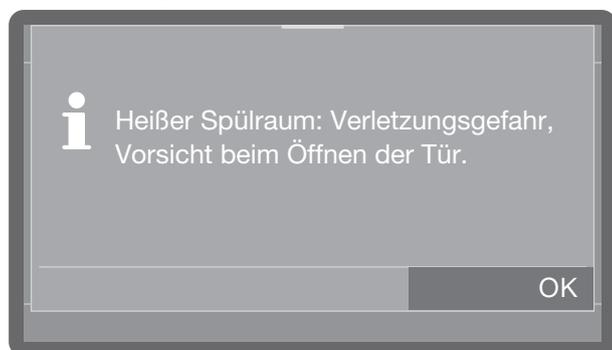 Heißer Spülraum: Verletzungsgefahr,
Vorsicht beim Öffnen der Tür.
OK